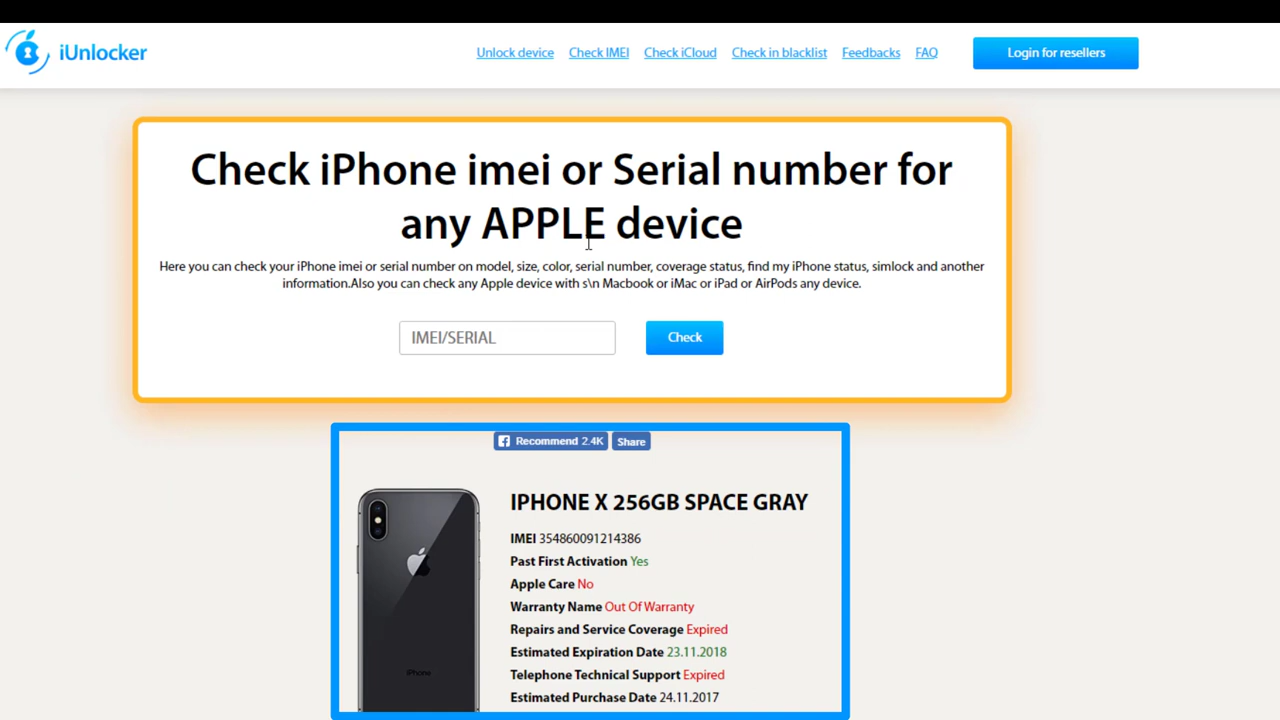 iUnlocker
Unlock device Check IMEI Check iCloud Check in blacklist Feedbacks FAQ Login for resellers
Check iPhone imei or Serial number for
any APPLE device
Here you can check your iPhone imei or serial number on model, size, color, serial number, coverage status, find my iPhone status, simlock and another
information.Also you can check any Apple device with s\n Macbook or iMac or iPad or AirPods any device.
IMEI/SERIAL Check
Recommend 2.4K Share
IPHONE X 256GB SPACE GRAY
IMEI 354860091214386
Past First Activation Yes
Apple Care No
Warranty Name Out Of Warranty
Repairs and Service Coverage Expired
Estimated Expiration Date 23.11.2018
Telephone Technical Support Expired
Estimated Purchase Date 24.11.2017
iPhone